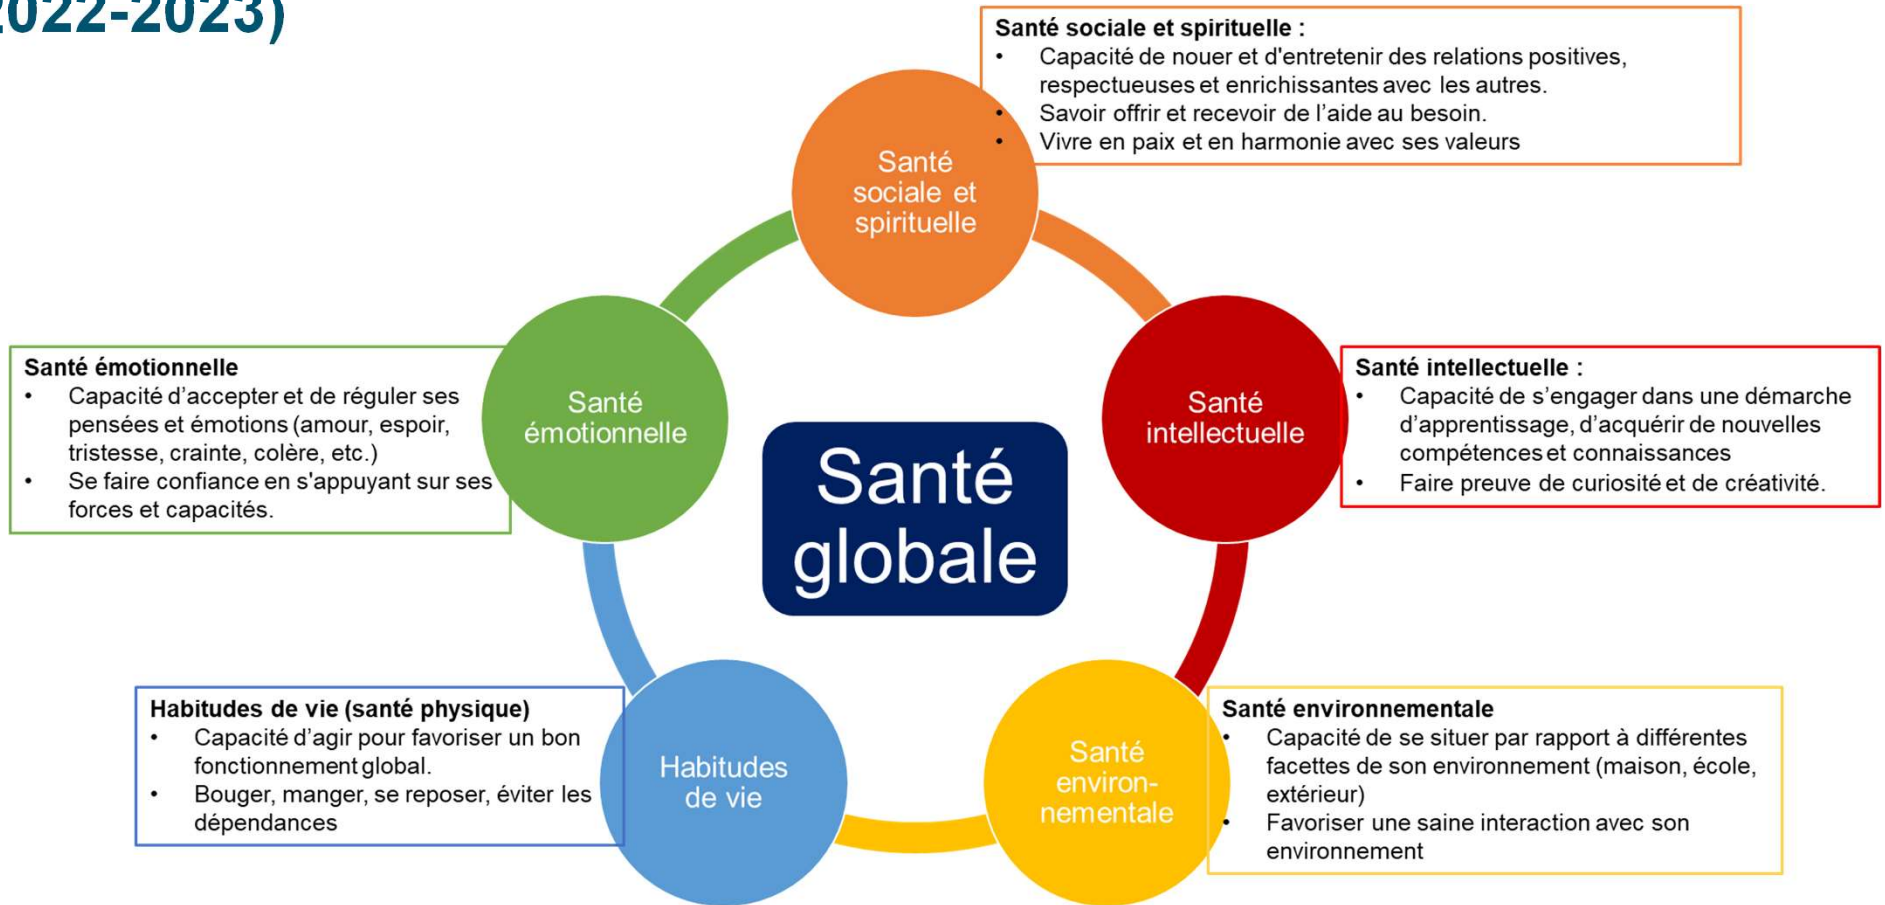 2022-2023)
Santé sociale et spirituelle :
• Capacité de nouer et d'entretenir des relations positives,
respectueuses et enrichissantes avec les autres.
• Savoir offrir et recevoir de l’aide au besoin.
• Vivre en paix et en harmonie avec ses valeurs
Santé
sociale et
spirituelle
Santé émotionnelle
• Capacité d’accepter et de réguler ses
pensées et émotions (amour, espoir,
tristesse, crainte, colère, etc.)
• Se faire confiance en s'appuyant sur ses
forces et capacités.
Santé
émotionnelle
Santé
globale
Santé
intellectuelle
Santé intellectuelle :
• Capacité de s’engager dans une démarche
d’apprentissage, d’acquérir de nouvelles
compétences et connaissances
• Faire preuve de curiosité et de créativité.
Habitudes de vie (santé physique)
• Capacité d’agir pour favoriser un bon
fonctionnement global.
• Bouger, manger, se reposer, éviter les
dépendances
Habitudes
de vie
Santé
environ-
nementale
Santé environnementale
• Capacité de se situer par rapport à différentes
facettes de son environnement (maison, école,
extérieur)
• Favoriser une saine interaction avec son
environnement